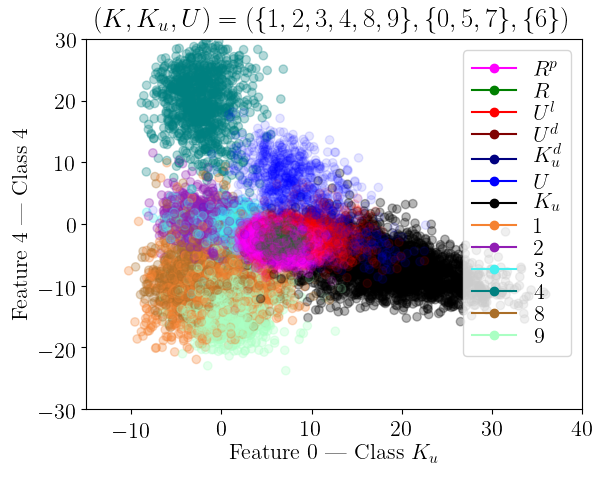 (K, K_u, U) = ({1, 2, 3, 4, 8, 9}, {0, 5, 7}, {6})
30
20
10
0
−10
−20
−30
Feature 4 — Class 4
R^p
R
U^l
U^d
K_u^d
U
K_u
1
2
3
4
8
9
−10
0
10
20
30
40
Feature 0 — Class K_u